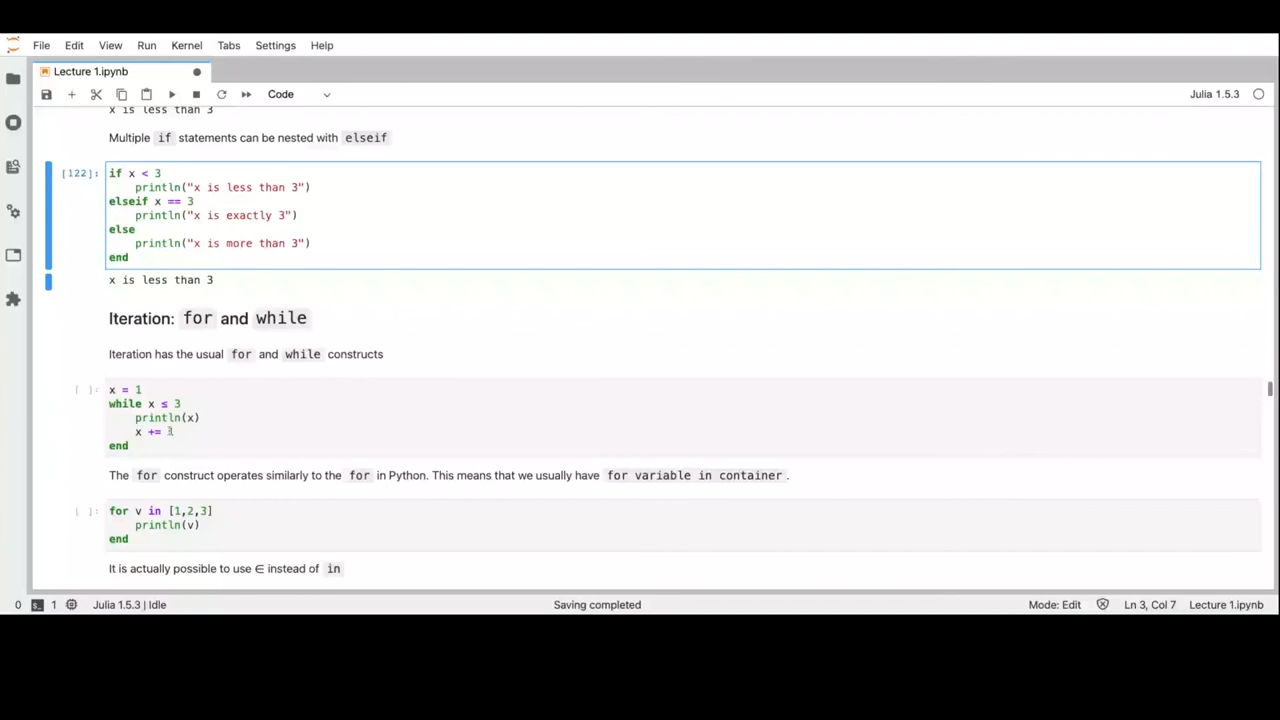 File Edit View Run Kernel Tabs Settings Help
Lecture 1.ipynb
Code
Julia 1.5.3
x is less than 3
Multiple if statements can be nested with elseif
[122]:
if x < 3
println("x is less than 3")
elseif x == 3
println("x is exactly 3")
else
println("x is more than 3")
end
x is less than 3
Iteration: for and while
Iteration has the usual for and while constructs
[ ]:
x = 1
while x ≤ 3
println(x)
x += 1
end
The for construct operates similarly to the for in Python. This means that we usually have for variable in container.
[ ]:
for v in [1,2,3]
println(v)
end
It is actually possible to use ∈ instead of in
0 1 Julia 1.5.3 | Idle Saving completed Mode: Edit Ln 3, Col 7 Lecture 1.ipynb